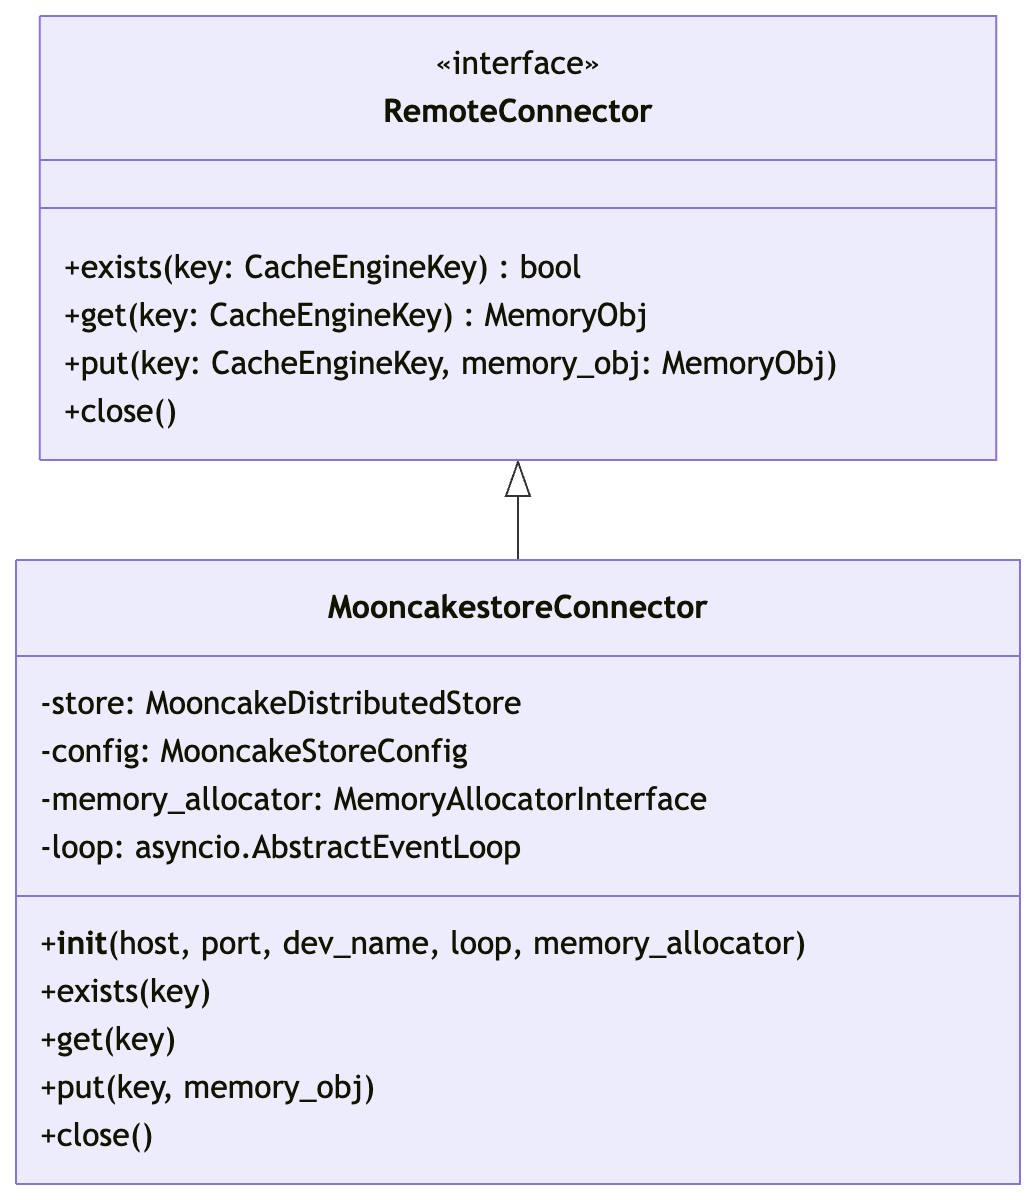 «interface»
RemoteConnector
+exists(key: CacheEngineKey) : bool
+get(key: CacheEngineKey) : MemoryObj
+put(key: CacheEngineKey, memory_obj: MemoryObj)
+close()
MooncakestoreConnector
-store: MooncakeDistributedStore
-config: MooncakeStoreConfig
-memory_allocator: MemoryAllocatorInterface
-loop: asyncio.AbstractEventLoop
+init(host, port, dev_name, loop, memory_allocator)
+exists(key)
+get(key)
+put(key, memory_obj)
+close()